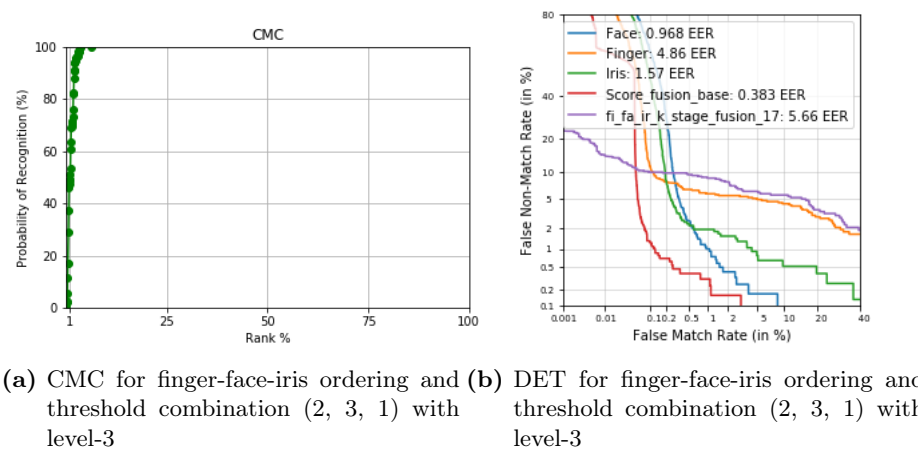 CMC
100
80
60
40
20
0
Probability of Recognition (%)
1 25 50 75 100
Rank %
80
40
20
10
5
2
1
0.5
0.2
0.1
False Non-Match Rate (in %)
Face: 0.968 EER
Finger: 4.86 EER
Iris: 1.57 EER
Score_fusion_base: 0.383 EER
fi_fa_ir_k_stage_fusion_17: 5.66 EER
0.001 0.01 0.1 0.2 0.5 1 2 5 10 20 40
False Match Rate (in %)
(a) CMC for finger-face-iris ordering and
threshold combination (2, 3, 1) with
level-3
(b) DET for finger-face-iris ordering and
threshold combination (2, 3, 1) with
level-3